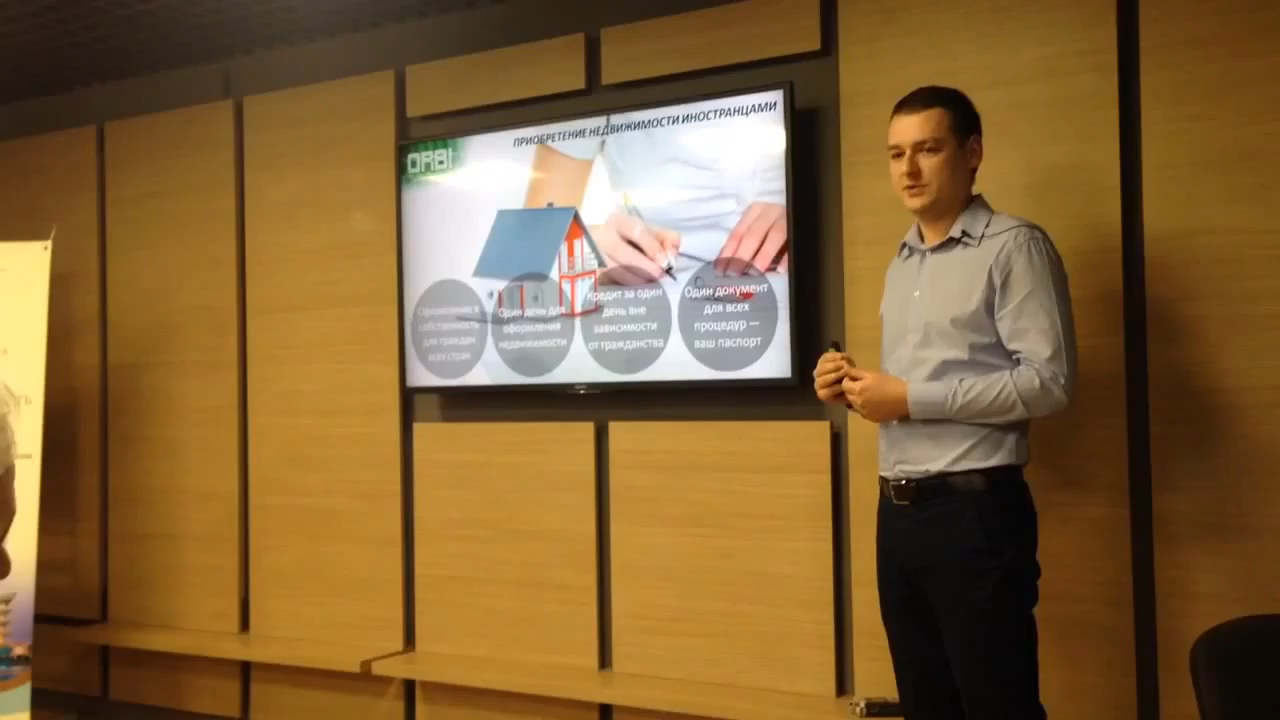 ПРИОБРЕТЕНИЕ НЕДВИЖИМОСТИ ИНОСТРАНЦАМИ
ORBI
Оформление в
собственность
для граждан
всех стран
Один день для
оформления
недвижимости
Кредит за один
день вне
зависимости
от гражданства
Один документ
для всех
процедур —
ваш паспорт